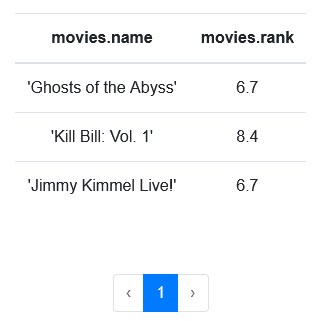 movies.name movies.rank
'Ghosts of the Abyss' 6.7
'Kill Bill: Vol. 1' 8.4
'Jimmy Kimmel Live!' 6.7
‹ 1 ›